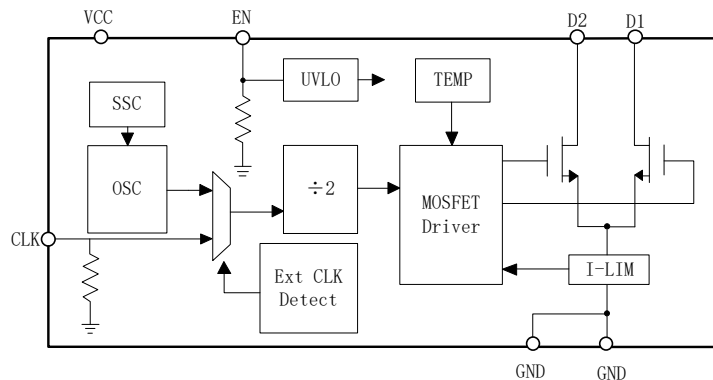 VCC
EN
D2
D1
SSC
UVLO
TEMP
OSC
÷2
MOSFET
Driver
CLK
Ext CLK
Detect
I-LIM
GND
GND